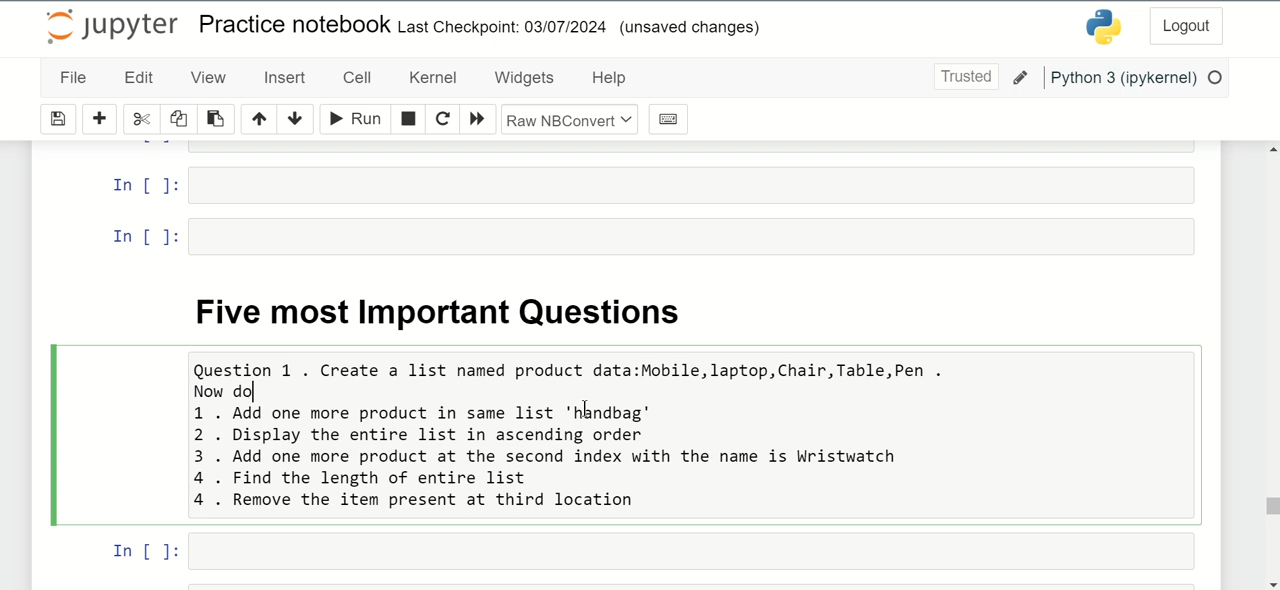 jupyter Practice notebook Last Checkpoint: 03/07/2024 (unsaved changes) Logout
File Edit View Insert Cell Kernel Widgets Help Trusted Python 3 (ipykernel)
Run Raw NBConvert
In [ ]:
In [ ]:
Five most Important Questions
Question 1 . Create a list named product data:Mobile,laptop,Chair,Table,Pen .
Now do
1 . Add one more product in same list 'handbag'
2 . Display the entire list in ascending order
3 . Add one more product at the second index with the name is Wristwatch
4 . Find the length of entire list
4 . Remove the item present at third location
In [ ]: